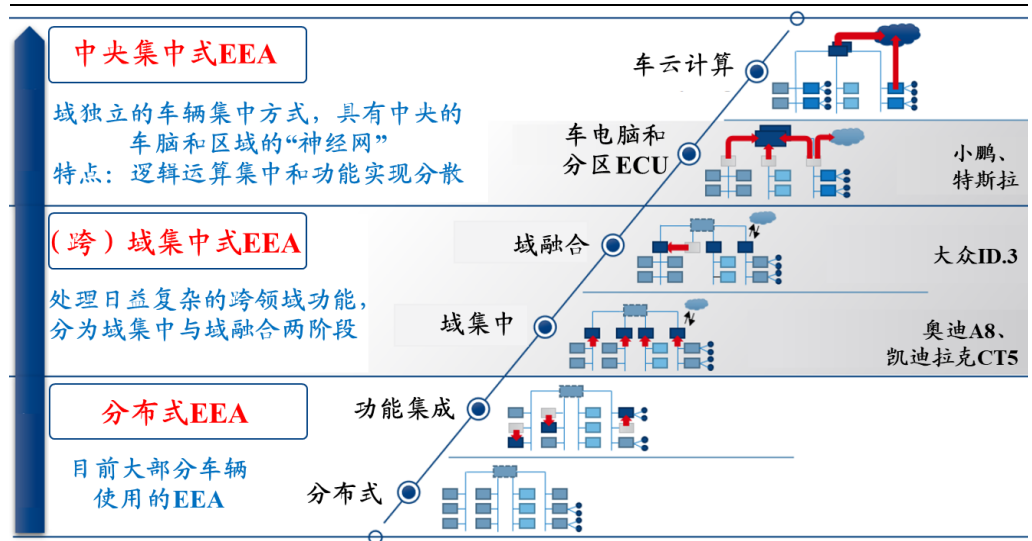 中央集中式EEA
域独立的车辆集中方式，具有中央的
车脑和区域的“神经网”
特点：逻辑运算集中和功能实现分散
车云计算
车电脑和
分区ECU
小鹏、
特斯拉
（跨）域集中式EEA
处理日益复杂的跨领域功能，
分为域集中与域融合两阶段
域融合
大众ID.3
域集中
奥迪A8、
凯迪拉克CT5
分布式EEA
目前大部分车辆
使用的EEA
功能集成
分布式